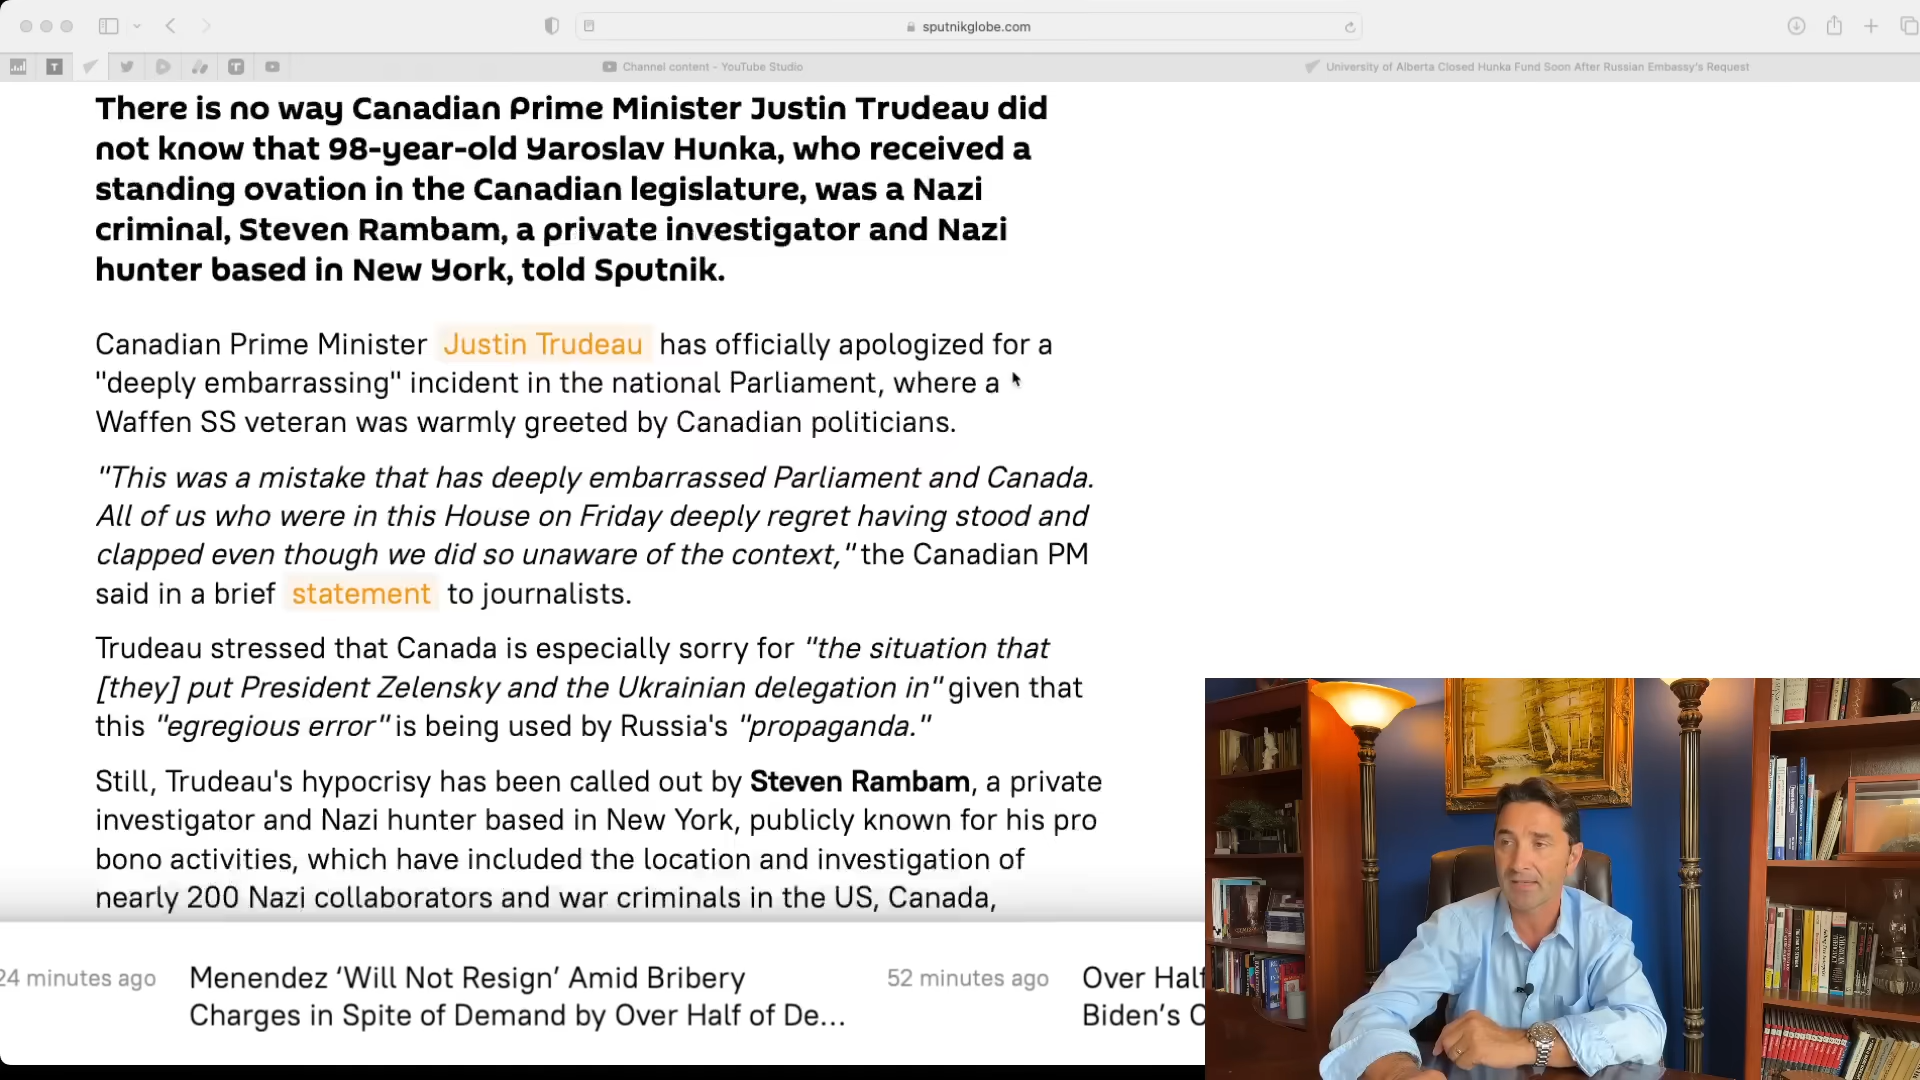 sputnikglobe.com
Channel content - YouTube Studio
University of Alberta Closed Hunka Fund Soon After Russian Embassy's Request
There is no way Canadian Prime Minister Justin Trudeau did
not know that 98-year-old Yaroslav Hunka, who received a
standing ovation in the Canadian legislature, was a Nazi
criminal, Steven Rambam, a private investigator and Nazi
hunter based in New York, told Sputnik.
Canadian Prime Minister Justin Trudeau has officially apologized for a
"deeply embarrassing" incident in the national Parliament, where a
Waffen SS veteran was warmly greeted by Canadian politicians.
"This was a mistake that has deeply embarrassed Parliament and Canada.
All of us who were in this House on Friday deeply regret having stood and
clapped even though we did so unaware of the context," the Canadian PM
said in a brief statement to journalists.
Trudeau stressed that Canada is especially sorry for "the situation that
[they] put President Zelensky and the Ukrainian delegation in" given that
this "egregious error" is being used by Russia's "propaganda."
Still, Trudeau's hypocrisy has been called out by Steven Rambam, a private
investigator and Nazi hunter based in New York, publicly known for his pro
bono activities, which have included the location and investigation of
nearly 200 Nazi collaborators and war criminals in the US, Canada,
24 minutes ago
Menendez ‘Will Not Resign’ Amid Bribery
Charges in Spite of Demand by Over Half of De...
52 minutes ago
Over Half
Biden’s